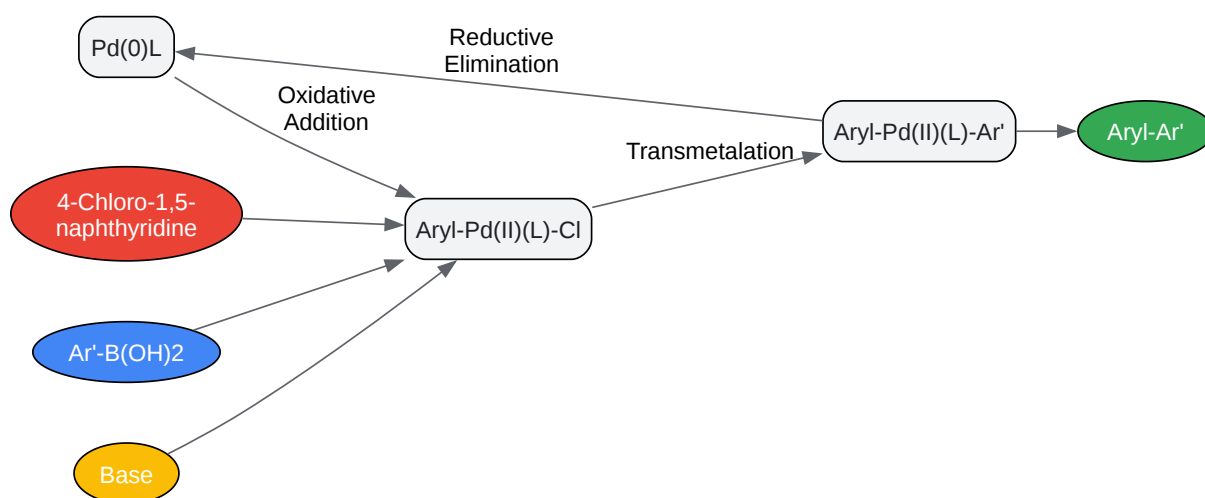 Pd(0)L
Reductive
Elimination
Oxidative
Addition
Aryl-Pd(II)(L)-Ar'
Aryl-Ar'
Transmetalation
4-Chloro-1,5-
naphthyridine
Aryl-Pd(II)(L)-Cl
Ar'-B(OH)2
Base